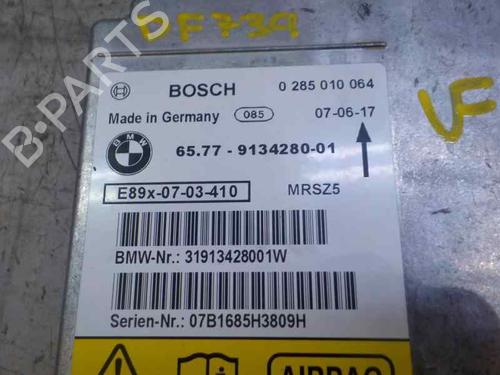 DF739
BOSCH 0 285 010 064
Made in Germany 085 07-06-17
BMW 65.77 - 9134280-01
E89x-07-03-410 MRSZ5
BMW-Nr.: 31913428001W
Serien-Nr.: 07B1685H3809H
AIRBAG
VF
B-PARTS